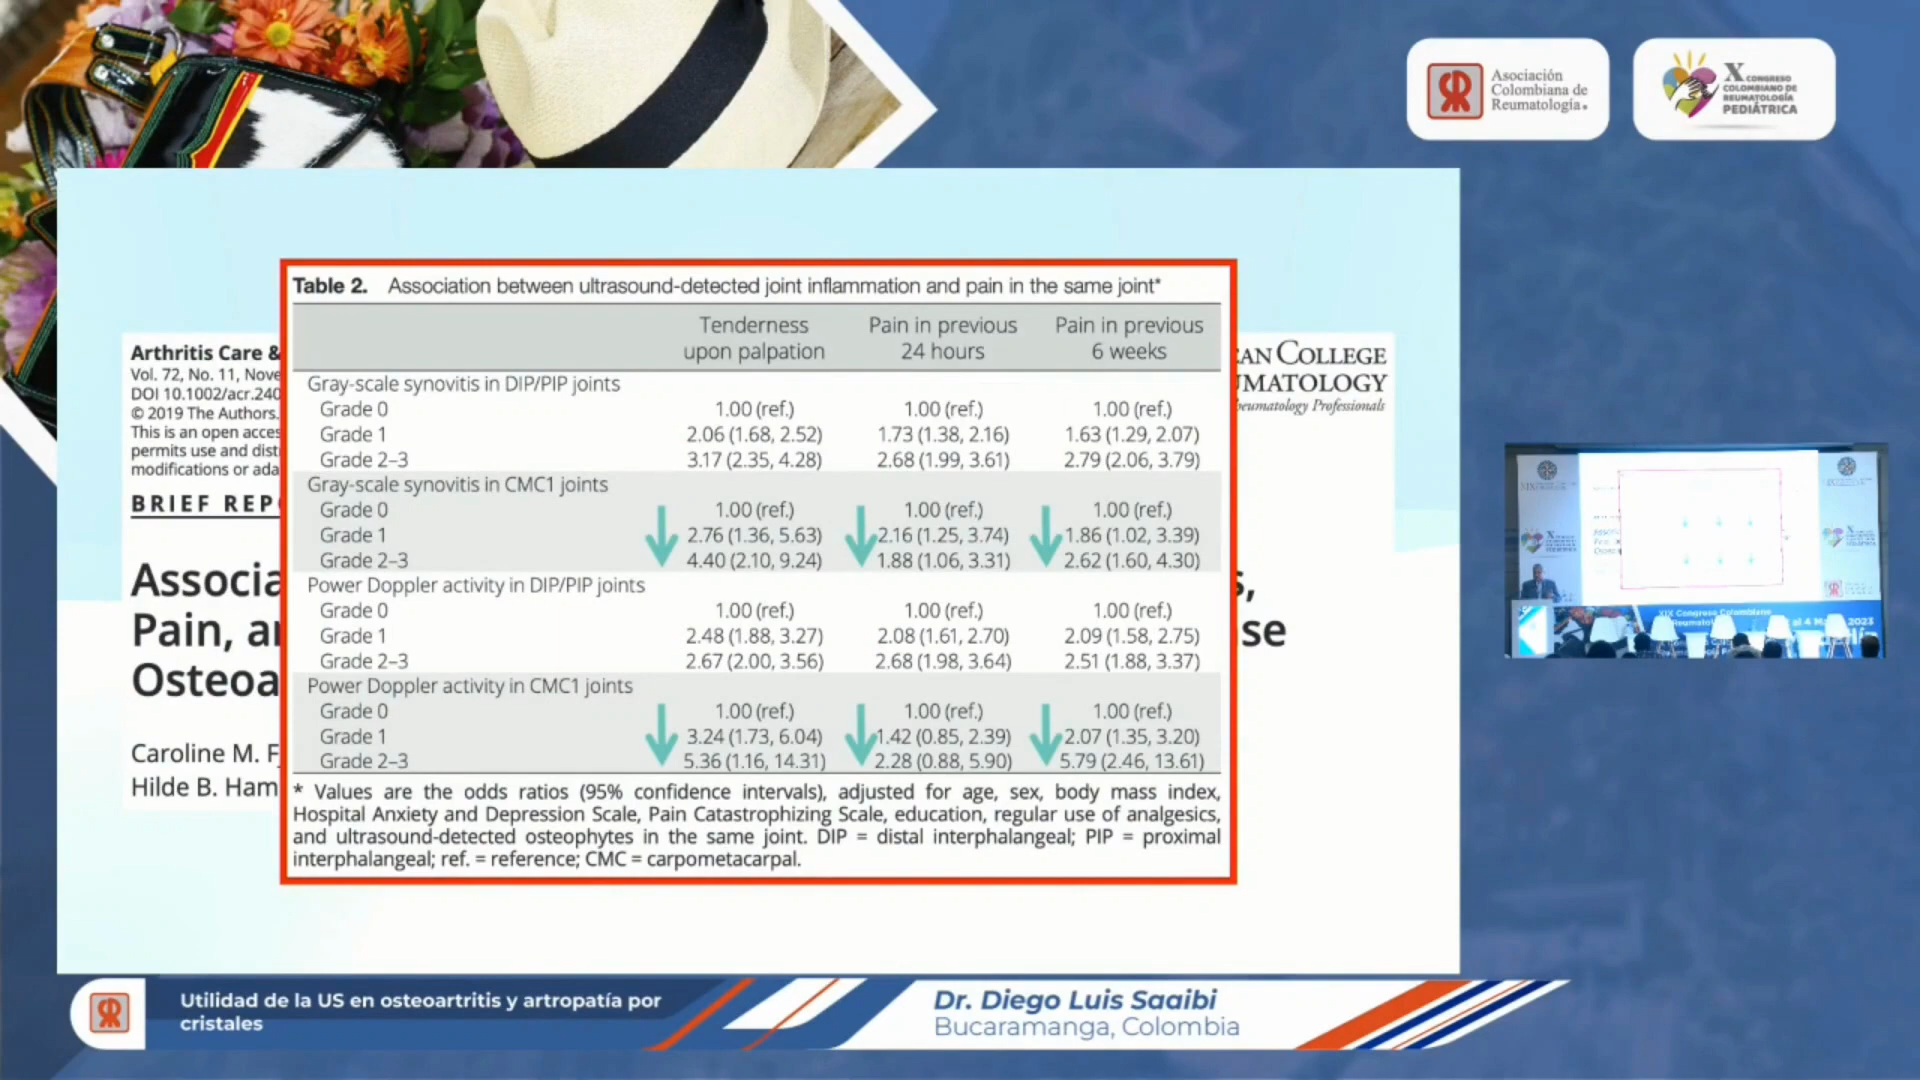 Asociación
Colombiana de
Reumatología.
X CONGRESO
COLOMBIANO DE
REUMATOLOGÍA
PEDIÁTRICA
Table 2. Association between ultrasound-detected joint inflammation and pain in the same joint*
Tenderness upon palpation Pain in previous 24 hours Pain in previous 6 weeks
Gray-scale synovitis in DIP/PIP joints
Grade 0 1.00 (ref.) 1.00 (ref.) 1.00 (ref.)
Grade 1 2.06 (1.68, 2.52) 1.73 (1.38, 2.16) 1.63 (1.29, 2.07)
Grade 2–3 3.17 (2.35, 4.28) 2.68 (1.99, 3.61) 2.79 (2.06, 3.79)
Gray-scale synovitis in CMC1 joints
Grade 0 1.00 (ref.) 1.00 (ref.) 1.00 (ref.)
Grade 1 2.76 (1.36, 5.63) 2.16 (1.25, 3.74) 1.86 (1.02, 3.39)
Grade 2–3 4.40 (2.10, 9.24) 1.88 (1.06, 3.31) 2.62 (1.60, 4.30)
Power Doppler activity in DIP/PIP joints
Grade 0 1.00 (ref.) 1.00 (ref.) 1.00 (ref.)
Grade 1 2.48 (1.88, 3.27) 2.08 (1.61, 2.70) 2.09 (1.58, 2.75)
Grade 2–3 2.67 (2.00, 3.56) 2.68 (1.98, 3.64) 2.51 (1.88, 3.37)
Power Doppler activity in CMC1 joints
Grade 0 1.00 (ref.) 1.00 (ref.) 1.00 (ref.)
Grade 1 3.24 (1.73, 6.04) 1.42 (0.85, 2.39) 2.07 (1.35, 3.20)
Grade 2–3 5.36 (1.16, 14.31) 2.28 (0.88, 5.90) 5.79 (2.46, 13.61)
* Values are the odds ratios (95% confidence intervals), adjusted for age, sex, body mass index,
Hospital Anxiety and Depression Scale, Pain Catastrophizing Scale, education, regular use of analgesics,
and ultrasound-detected osteophytes in the same joint. DIP = distal interphalangeal; PIP = proximal
interphalangeal; ref. = reference; CMC = carpometacarpal.
Arthritis Care &
Vol. 72, No. 11, Nove
DOI 10.1002/acr.240
© 2019 The Authors.
This is an open acces
permits use and dist
modifications or ada
BRIEF REP
AN COLLEGE
UMATOLOGY
heumatology Professionals
Associa s,
Pain, a se
Osteoa
Caroline M. F
Hilde B. Ham
XIX Congreso Colombiano
2023
Utilidad de la US en osteoartritis y artropatía por
cristales
Dr. Diego Luis Saaibi
Bucaramanga, Colombia